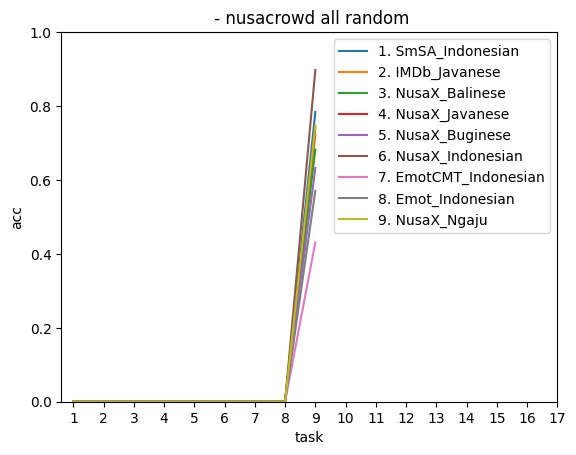 - nusacrowd all random
1.0
0.8
0.6
0.4
0.2
0.0
acc
1. SmSA_Indonesian
2. IMDb_Javanese
3. NusaX_Balinese
4. NusaX_Javanese
5. NusaX_Buginese
6. NusaX_Indonesian
7. EmotCMT_Indonesian
8. Emot_Indonesian
9. NusaX_Ngaju
1 2 3 4 5 6 7 8 9 10 11 12 13 14 15 16 17
task